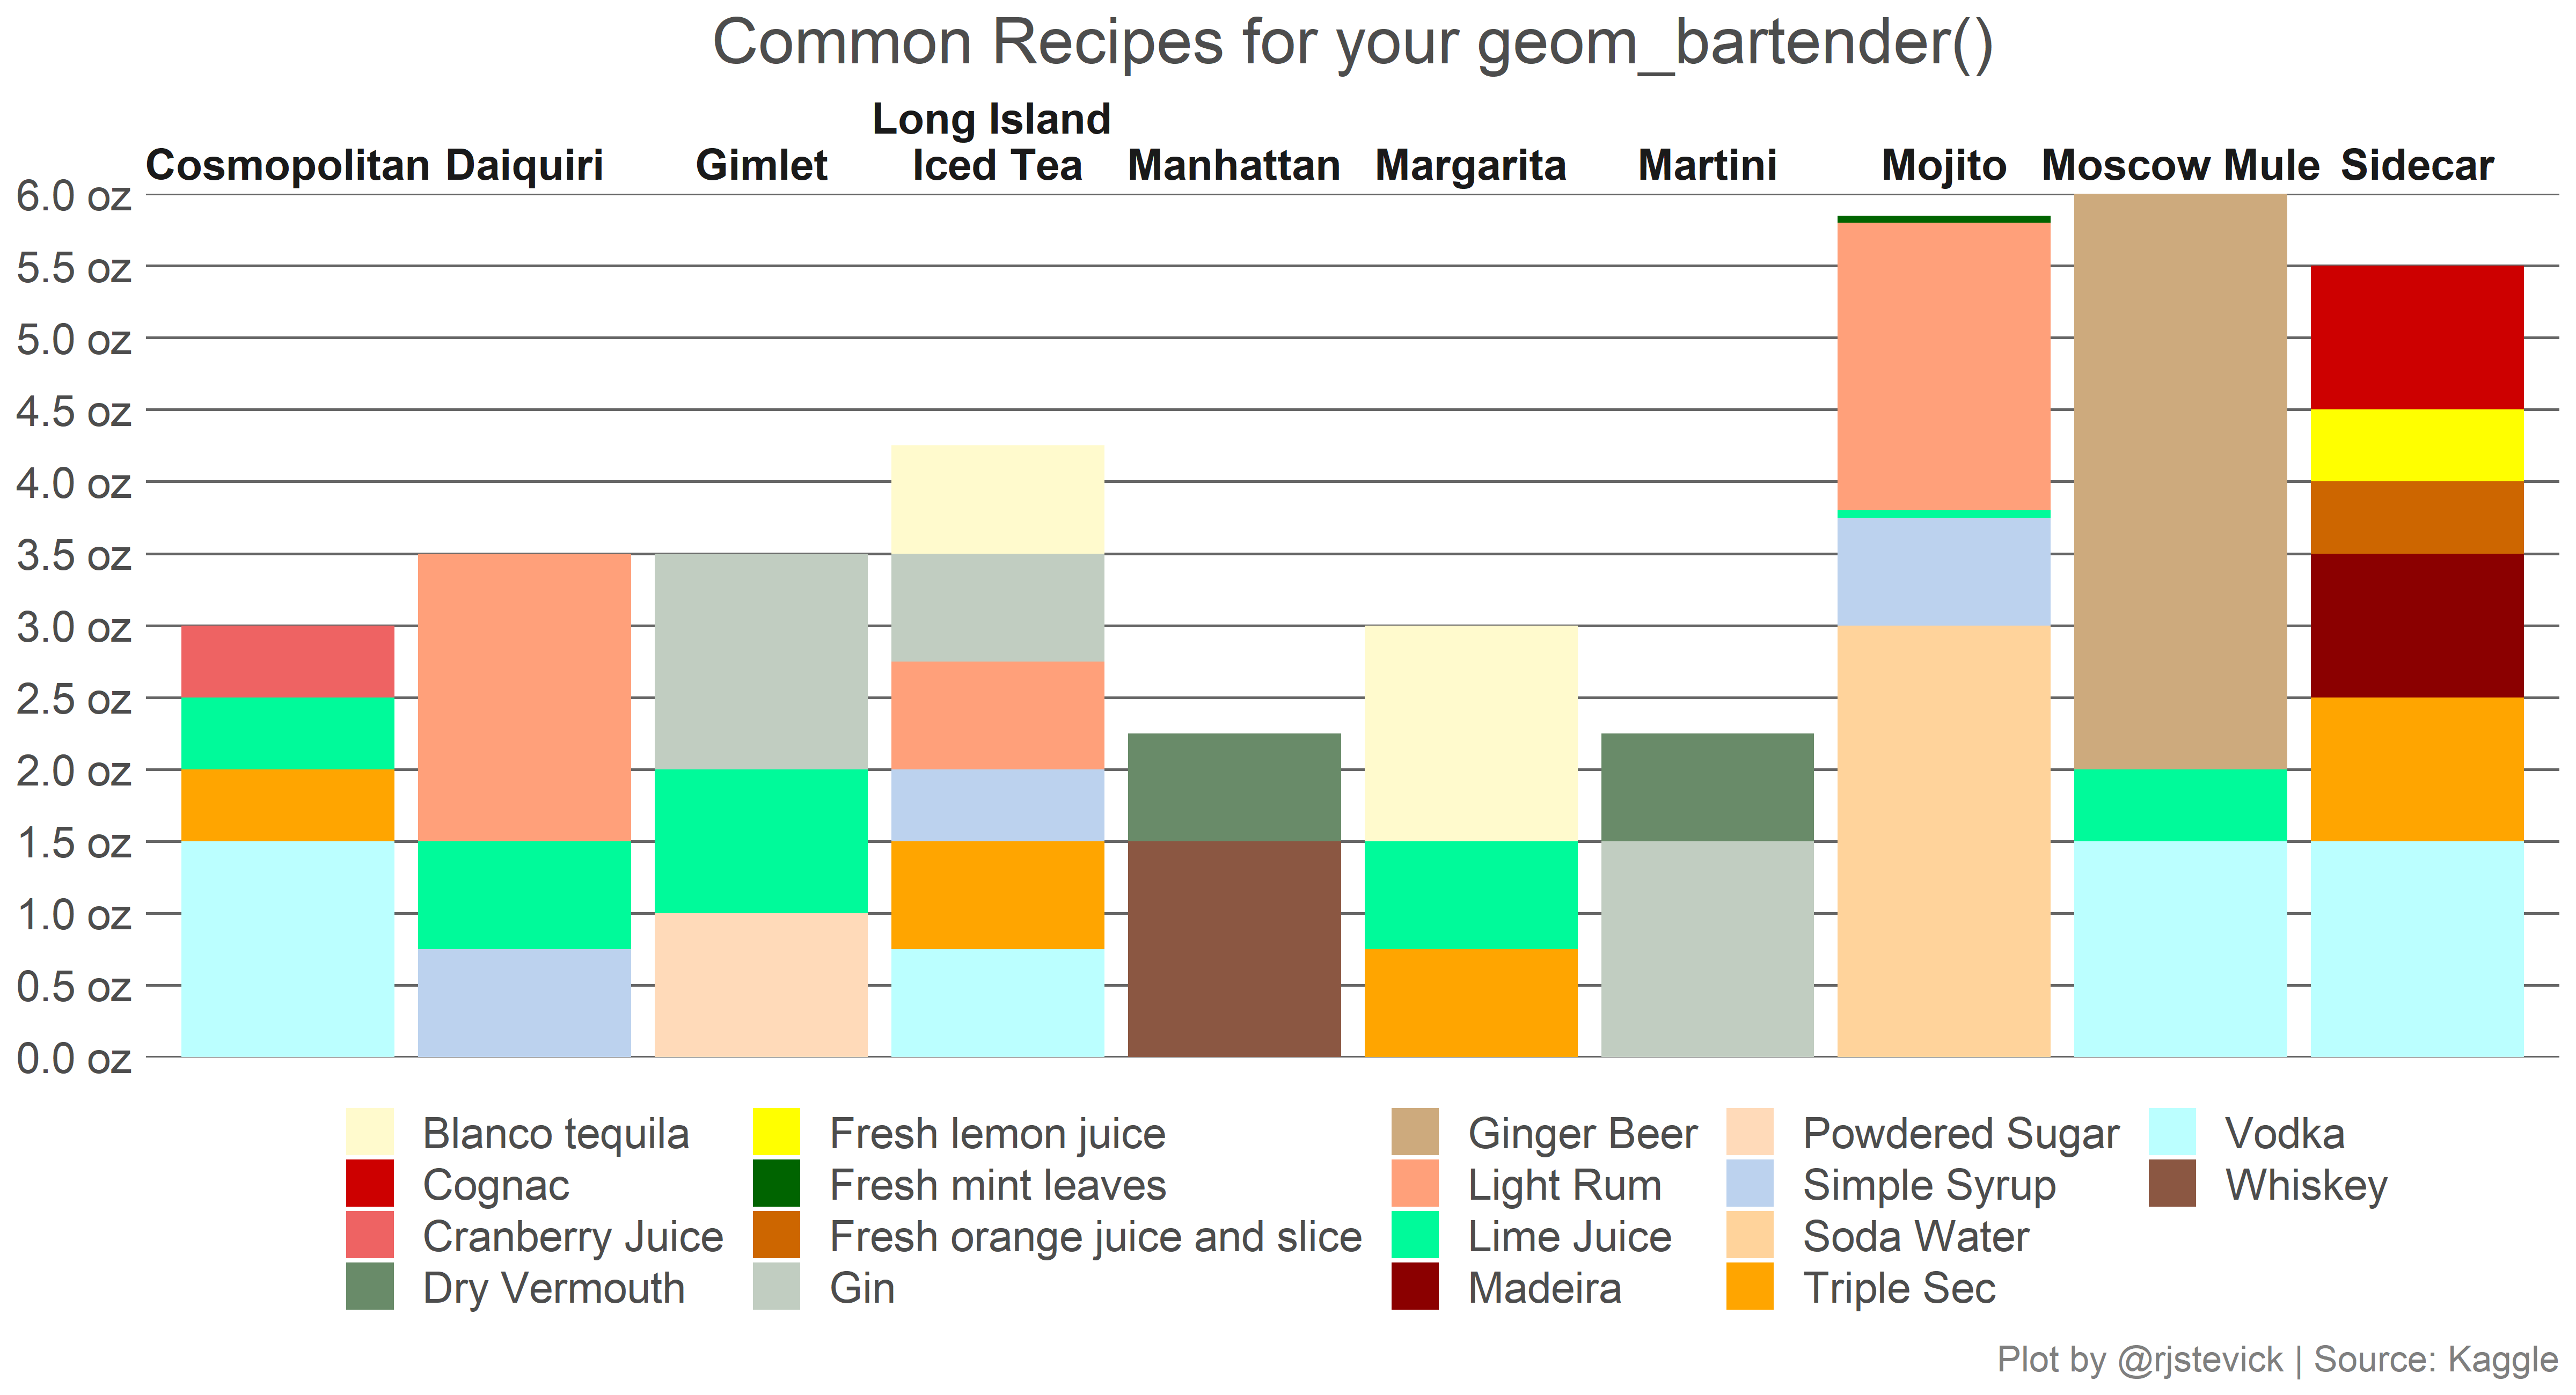 Common Recipes for your geom_bartender()
Long Island
Cosmopolitan Daiquiri Gimlet Iced Tea Manhattan Margarita Martini Mojito Moscow Mule Sidecar
6.0 oz
5.5 oz
5.0 oz
4.5 oz
4.0 oz
3.5 oz
3.0 oz
2.5 oz
2.0 oz
1.5 oz
1.0 oz
0.5 oz
0.0 oz
Blanco tequila Fresh lemon juice Ginger Beer Powdered Sugar Vodka
Cognac Fresh mint leaves Light Rum Simple Syrup Whiskey
Cranberry Juice Fresh orange juice and slice Lime Juice Soda Water
Dry Vermouth Gin Madeira Triple Sec
Plot by @rjstevick | Source: Kaggle